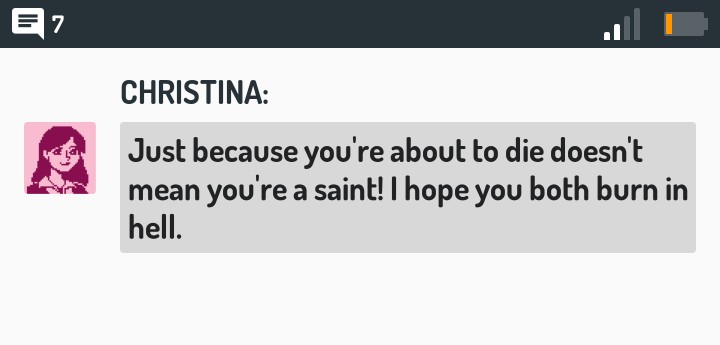 7
CHRISTINA:
Just because you're about to die doesn't
mean you're a saint! I hope you both burn in
hell.